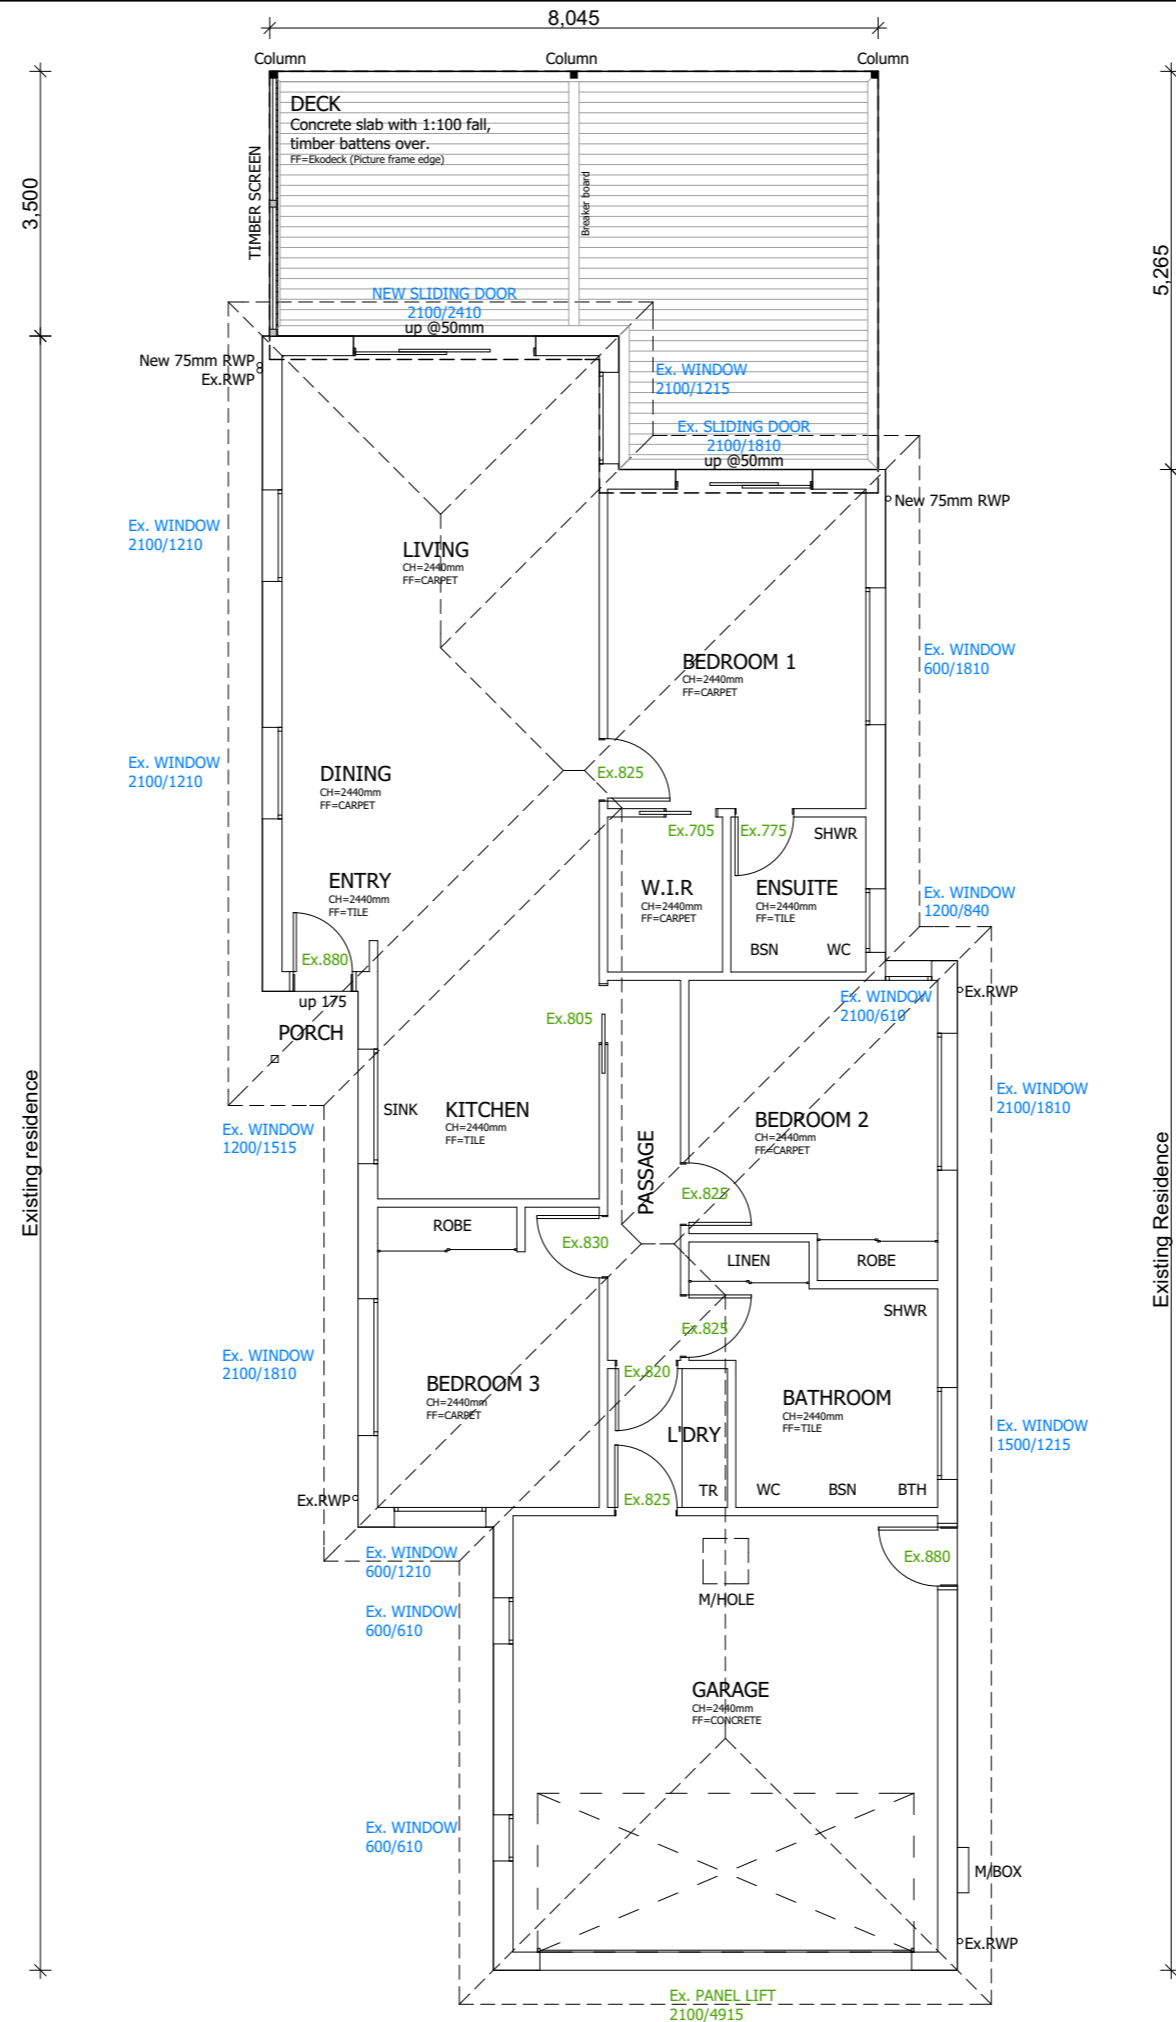 8,045
Column
Column
Column
DECK
Concrete slab with 1:100 fall,
timber battens over.
FF=Ekodeck (Picture frame edge)
TIMBER SCREEN
Breaker board
3,500
5,265
NEW SLIDING DOOR
2100/2410
up @50mm
New 75mm RWP
Ex.RWP
Ex. WINDOW
2100/1215
Ex. SLIDING DOOR
2100/1810
up @50mm
New 75mm RWP
Ex. WINDOW
2100/1210
LIVING
CH=2440mm
FF=CARPET
BEDROOM 1
CH=2440mm
FF=CARPET
Ex. WINDOW
600/1810
Ex. WINDOW
2100/1210
DINING
CH=2440mm
FF=CARPET
Ex.825
Ex.705
Ex.775
SHWR
ENTRY
CH=2440mm
FF=TILE
W.I.R
CH=2440mm
FF=CARPET
ENSUITE
CH=2440mm
FF=TILE
Ex. WINDOW
1200/840
BSN
WC
Ex.880
up 175
PORCH
Ex.805
Ex. WINDOW
2100/610
Ex.RWP
SINK
KITCHEN
CH=2440mm
FF=TILE
Ex. WINDOW
1200/1515
PASSAGE
BEDROOM 2
CH=2440mm
FF=CARPET
Ex. WINDOW
2100/1810
Existing residence
Existing Residence
Ex.825
ROBE
Ex.830
LINEN
ROBE
SHWR
Ex.825
Ex. WINDOW
2100/1810
BEDROOM 3
CH=2440mm
FF=CARPET
Ex.820
BATHROOM
CH=2440mm
FF=TILE
L'DRY
Ex. WINDOW
1500/1215
Ex.RWP
Ex.825
TR
WC
BSN
BTH
Ex. WINDOW
600/1210
Ex.880
M/HOLE
Ex. WINDOW
600/610
GARAGE
CH=2440mm
FF=CONCRETE
Ex. WINDOW
600/610
M/BOX
Ex.RWP
Ex. PANEL LIFT
2100/4915